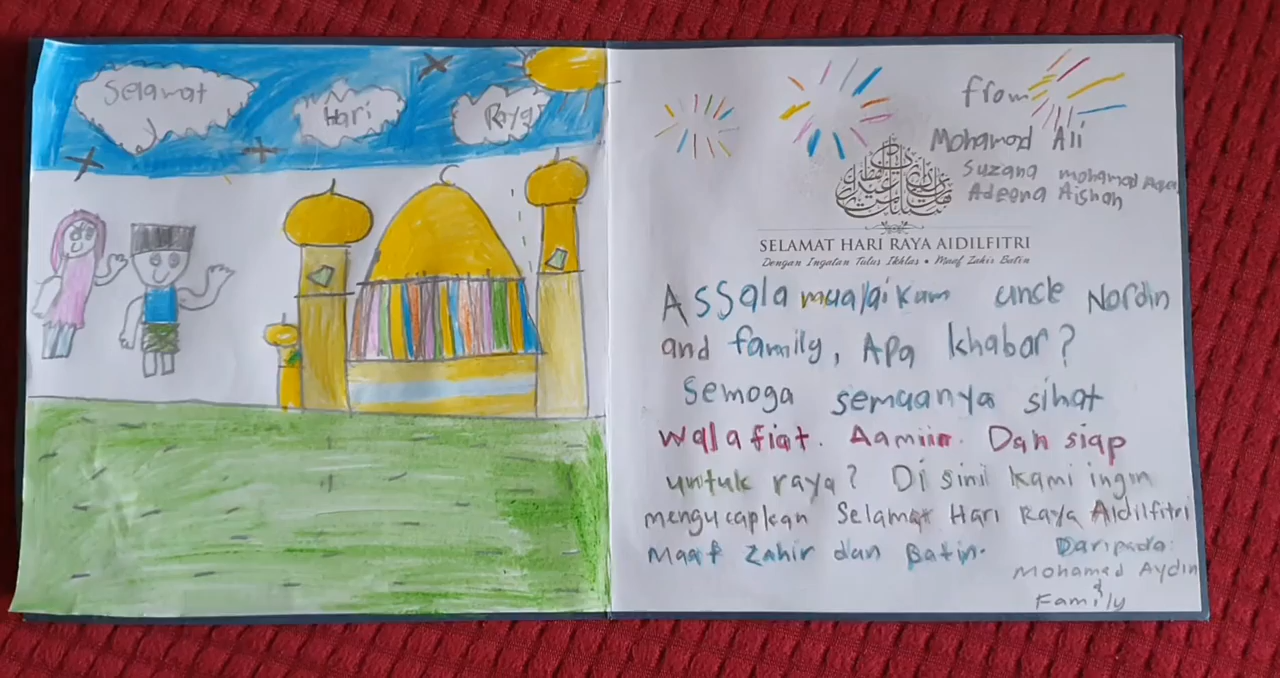 Selamat
Hari
Raya
from
Mohamad Ali
Suzana mohamad
Adeena Aishah
SELAMAT HARI RAYA AIDILFITRI
Dengan Ingatan Tulus Ikhlas • Maaf Zahir Batin
Assalamualaikum uncle Nordin
and family, Apa khabar?
Semoga semuanya sihat
walafiat. Aamiin. Dan siap
untuk raya? Di sini kami ingin
mengucapkan Selamat Hari Raya Aidilfitri
Maaf Zahir dan Batin.
Daripada:
Mohamed Aydin
&
Family